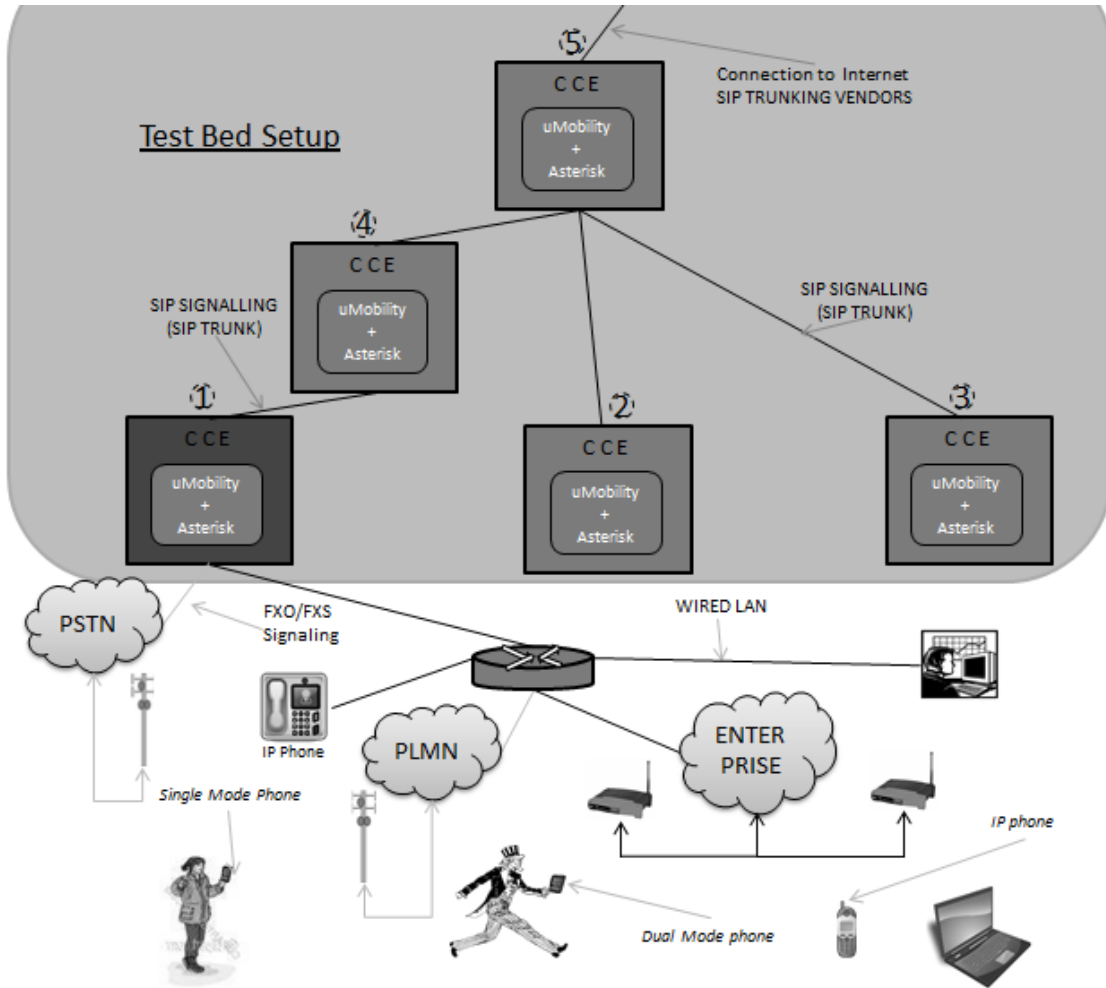 5
Connection to Internet
SIP TRUNKING VENDORS
C C E
uMobility
+
Asterisk
Test Bed Setup
4
C C E
uMobility
+
Asterisk
SIP SIGNALLING
(SIP TRUNK)
SIP SIGNALLING
(SIP TRUNK)
1
C C E
uMobility
+
Asterisk
2
C C E
uMobility
+
Asterisk
3
C C E
uMobility
+
Asterisk
PSTN
FXO/FXS
Signaling
WIRED LAN
IP Phone
PLMN
ENTER
PRISE
Single Mode Phone
IP phone
Dual Mode phone